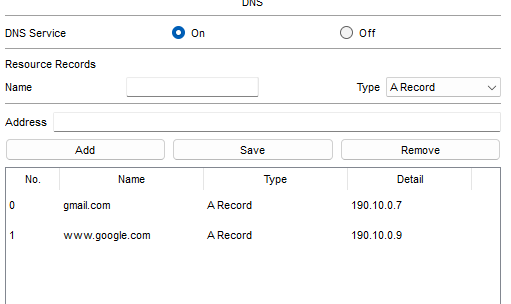 DNS
DNS Service On Off
Resource Records
Name Type A Record
Address
Add Save Remove
No. Name Type Detail
0 gmail.com A Record 190.10.0.7
1 www.google.com A Record 190.10.0.9